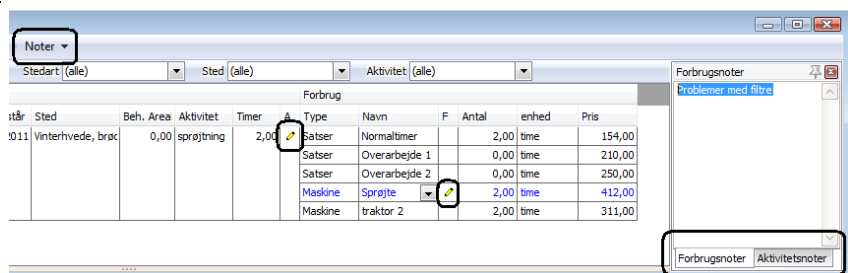 Noter
Stedart (alle) Sted (alle) Aktivitet (alle)
Forbrugsnoter
Problemer med filtre
Forbrug
står Sted Beh. Area Aktivitet Timer A Type Navn F Antal enhed Pris
2011 Vinterhvede, brød 0,00 sprøjtning 2,00 Satser Normaltimer 2,00 time 154,00
Satser Overarbejde 1 0,00 time 210,00
Satser Overarbejde 2 0,00 time 250,00
Maskine Sprøjte 2,00 time 412,00
Maskine traktor 2 2,00 time 311,00
Forbrugsnoter Aktivitetsnoter